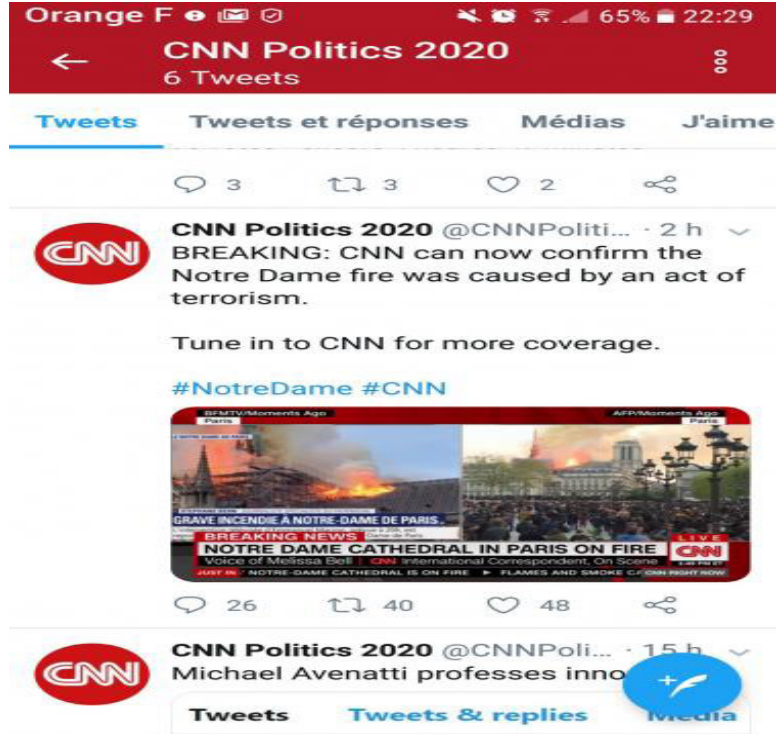 Orange F 65% 22:29
CNN Politics 2020
6 Tweets
Tweets Tweets et réponses Médias J'aime
3 3 2
CNN Politics 2020 @CNNPoliti... · 2 h
CNN
BREAKING: CNN can now confirm the
Notre Dame fire was caused by an act of
terrorism.
Tune in to CNN for more coverage.
#NotreDame #CNN
BFMTV/Moments Ago AFP/Moments Ago
Paris Paris
GRAVE INCENDIE À NOTRE-DAME DE PARIS
BREAKING NEWS LIVE
NOTRE DAME CATHEDRAL IN PARIS ON FIRE CNN
Voice of Melissa Bell | CNN International Correspondent, On Scene
JUST IN NOTRE-DAME CATHEDRAL IS ON FIRE FLAMES AND SMOKE CNN RIGHT NOW
26 40 48
CNN Politics 2020 @CNNPoli... · 15 h
CNN
Michael Avenatti professes inno
Tweets Tweets & replies Media